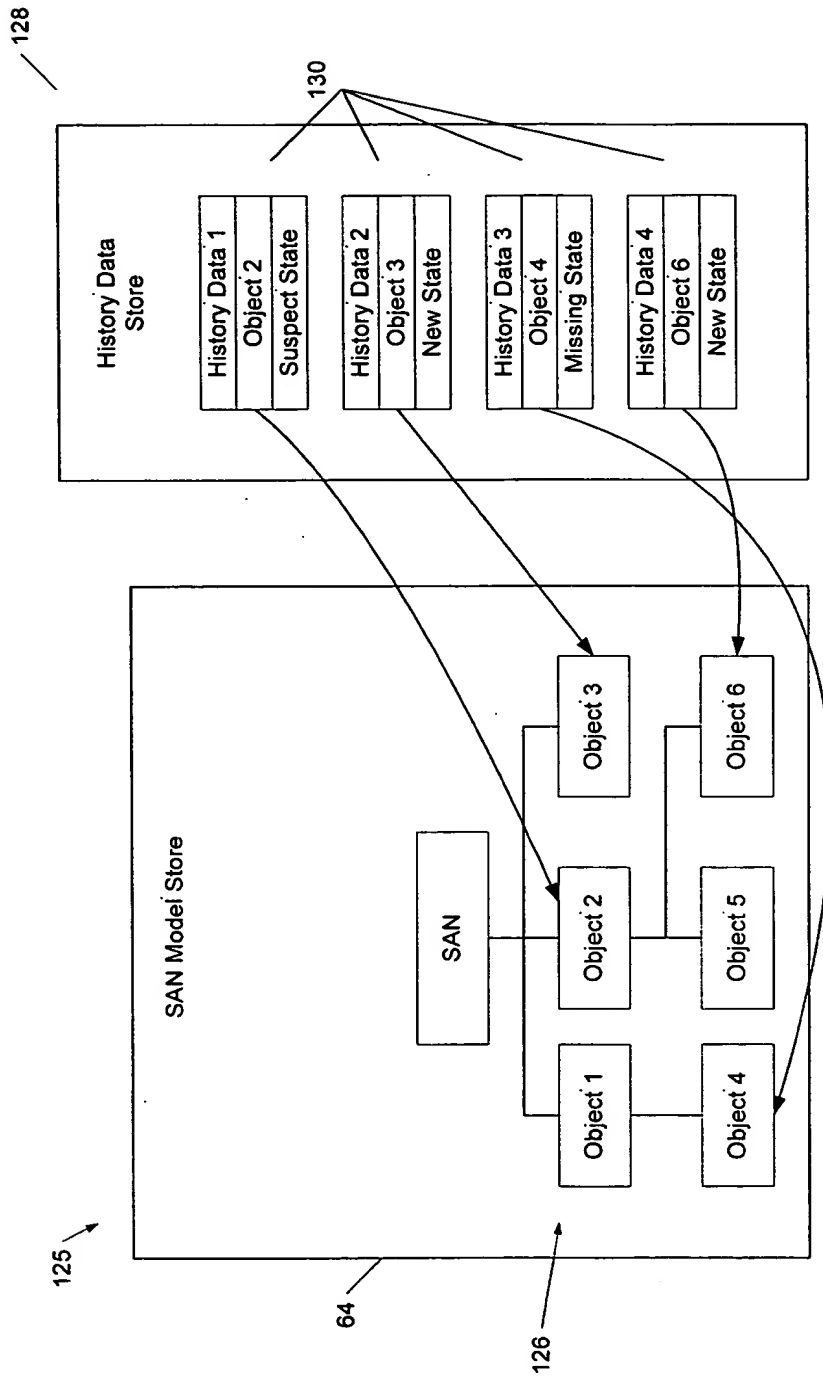 125
64
126
SAN Model Store
SAN
Object 1
Object 2
Object 3
Object 4
Object 5
Object 6
128
History Data
Store
130
History Data 1
Object 2
Suspect State
History Data 2
Object 3
New State
History Data 3
Object 4
Missing State
History Data 4
Object 6
New State